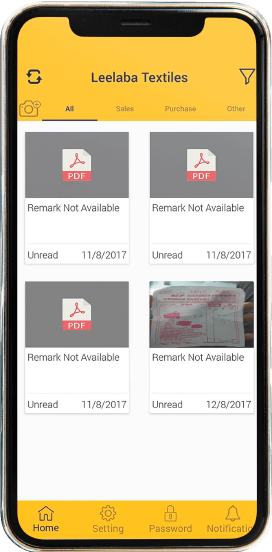 Leelaba Textiles
All Sales Purchase Other
PDF PDF
Remark Not Available Remark Not Available
Unread 11/8/2017 Unread 11/8/2017
PDF
Remark Not Available Remark Not Available
Unread 11/8/2017 Unread 12/8/2017
Home Setting Password Notificatio